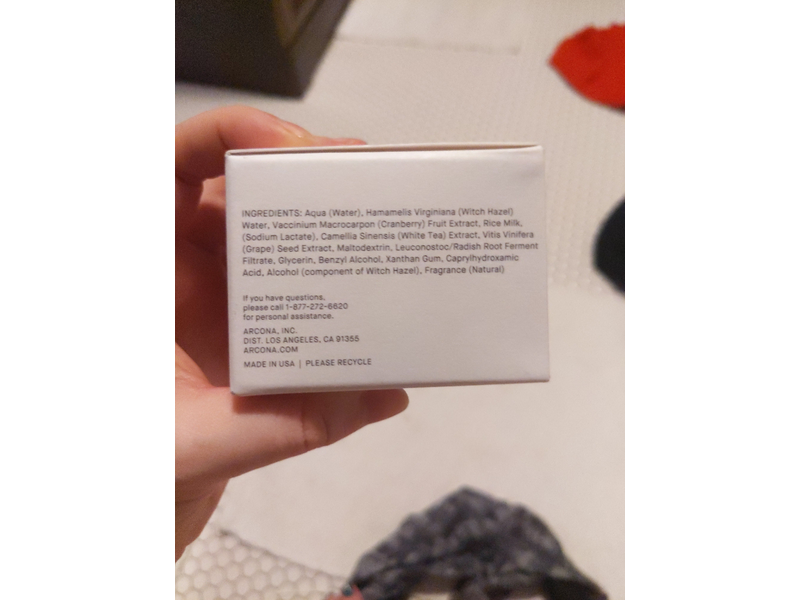 INGREDIENTS: Aqua (Water), Hamamelis Virginiana (Witch Hazel)
Water, Vaccinium Macrocarpon (Cranberry) Fruit Extract, Rice Milk,
(Sodium Lactate), Camellia Sinensis (White Tea) Extract, Vitis Vinifera
(Grape) Seed Extract, Maltodextrin, Leuconostoc/Radish Root Ferment
Filtrate, Glycerin, Benzyl Alcohol, Xanthan Gum, Caprylhydroxamic
Acid, Alcohol (component of Witch Hazel), Fragrance (Natural)
If you have questions,
please call 1-877-272-6620
for personal assistance.
ARCONA, INC.
DIST. LOS ANGELES, CA 91355
ARCONA.COM
MADE IN USA | PLEASE RECYCLE